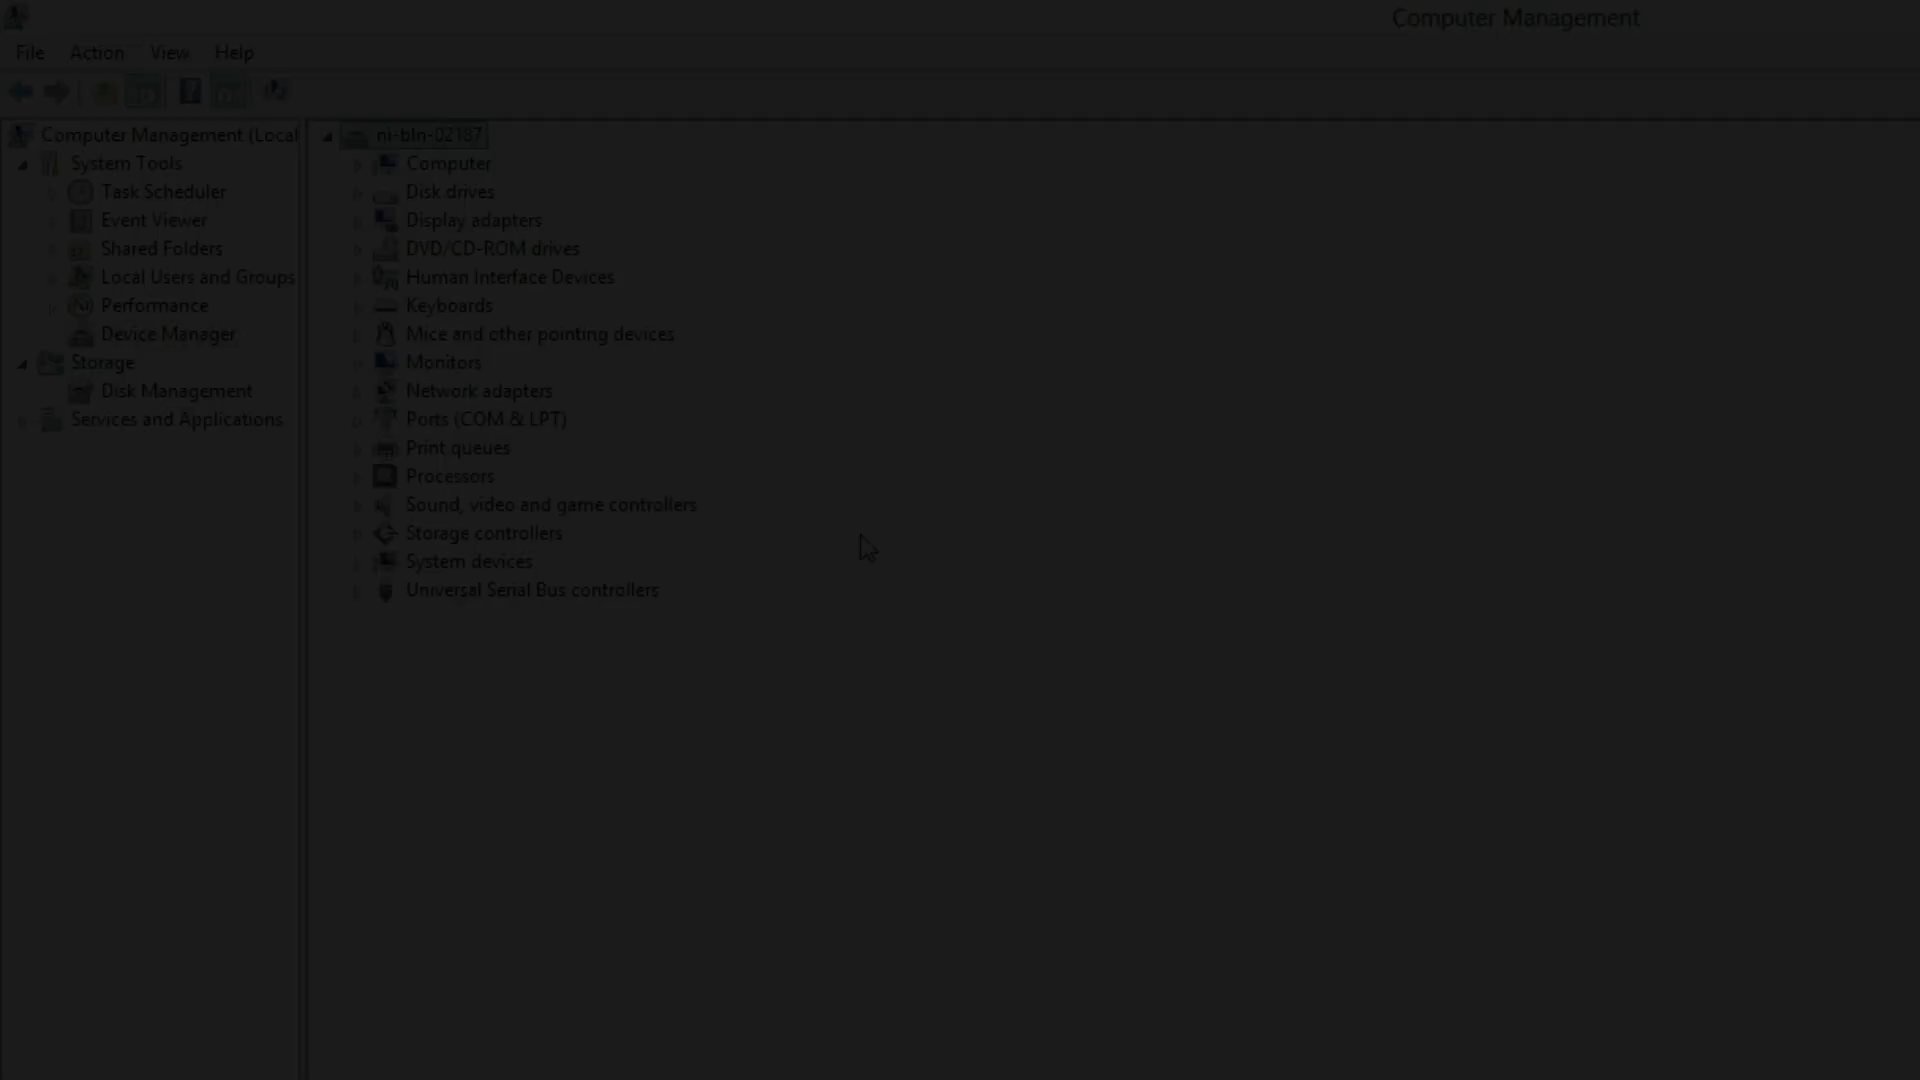 Computer Management
File Action View Help
Computer Management (Local
System Tools
Task Scheduler
Event Viewer
Shared Folders
Local Users and Groups
Performance
Device Manager
Storage
Disk Management
Services and Applications
ni-bln-02187
Computer
Disk drives
Display adapters
DVD/CD-ROM drives
Human Interface Devices
Keyboards
Mice and other pointing devices
Monitors
Network adapters
Ports (COM & LPT)
Print queues
Processors
Sound, video and game controllers
Storage controllers
System devices
Universal Serial Bus controllers